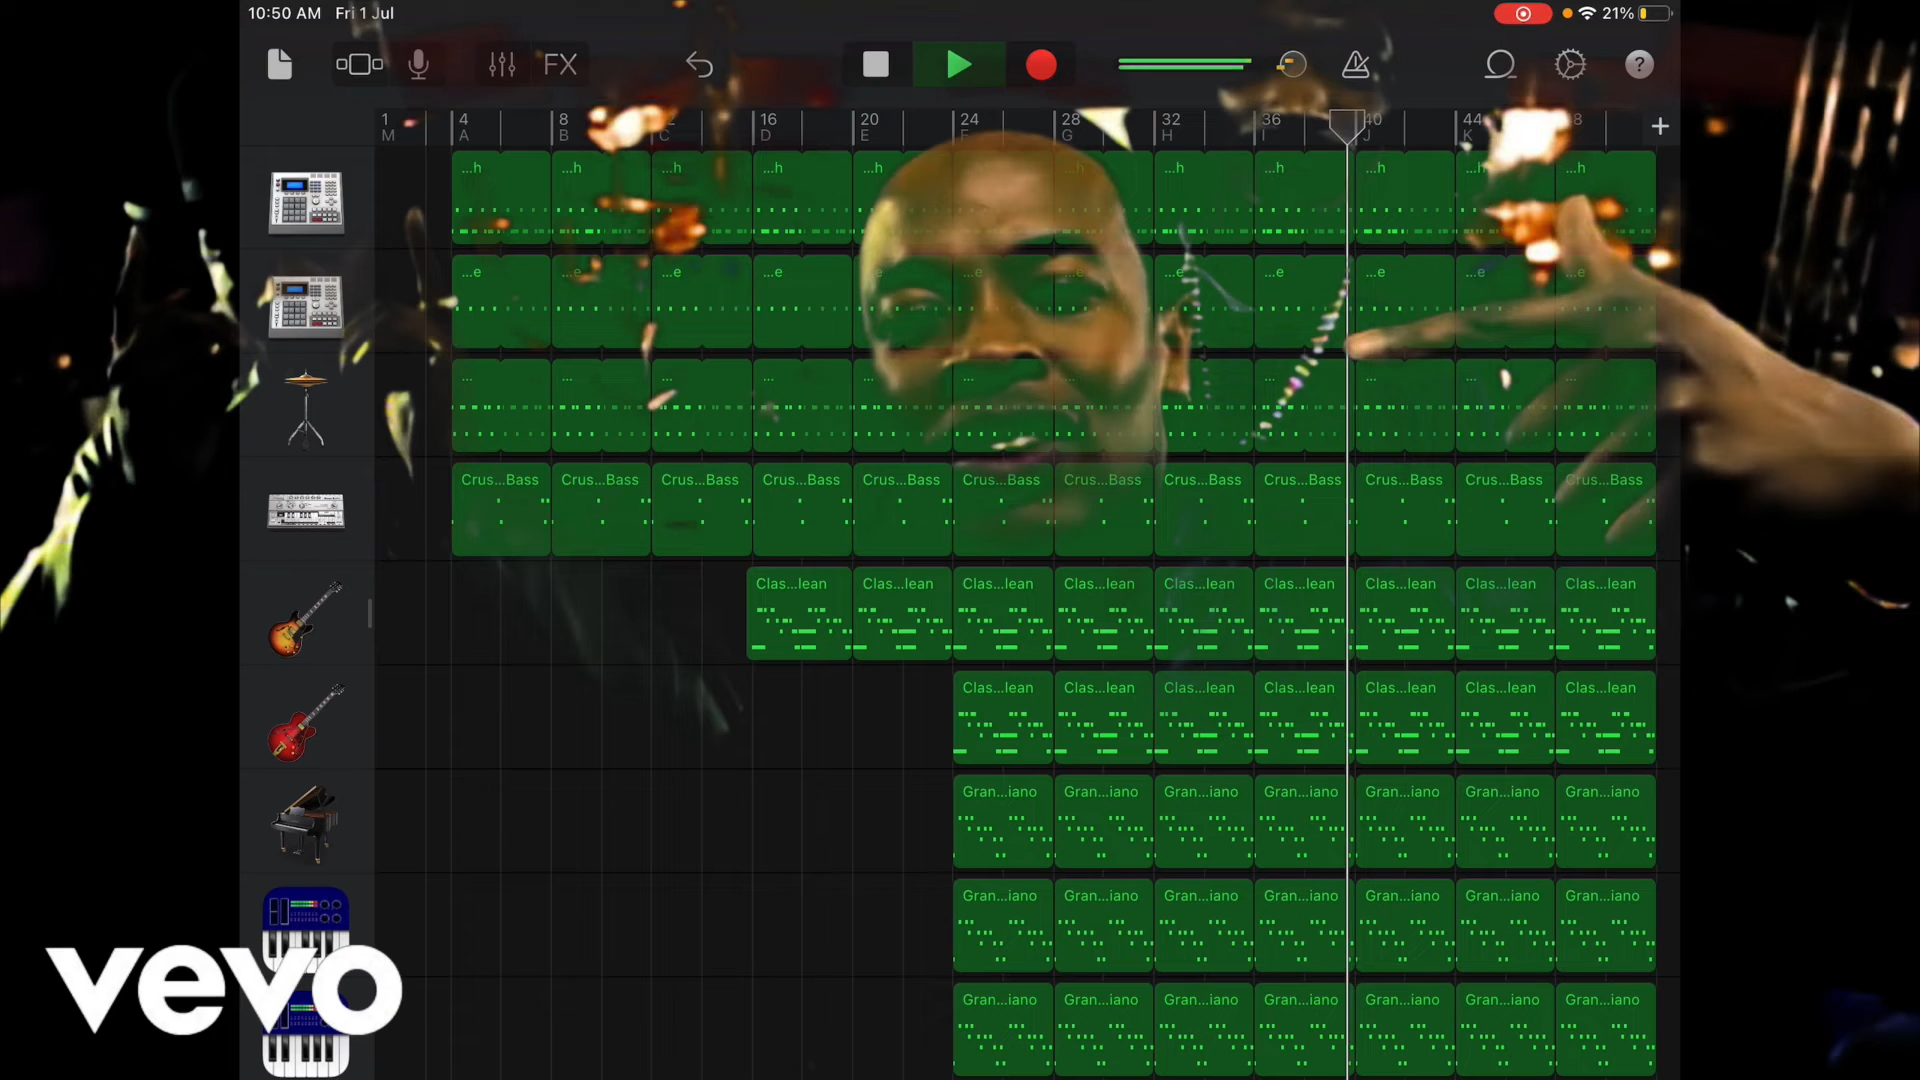 10:50 AM Fri 1 Jul 21%
FX ?
1 4 8 16 20 24 28 32 36 40 44
M A B C D E F G H I J K +
...h ...h ...h ...h ...h ...h ...h ...h ...h ...h ...h
...e ...e ...e ...e ...e ...e ...e ...e ...e ...e ...e ...e
... ... ... ... ... ... ... ... ... ... ...
Crus...Bass Crus...Bass Crus...Bass Crus...Bass Crus...Bass Crus...Bass Crus...Bass Crus...Bass Crus...Bass Crus...Bass Crus...Bass Crus...Bass
Clas...lean Clas...lean Clas...lean Clas...lean Clas...lean Clas...lean Clas...lean Clas...lean Clas...lean
Clas...lean Clas...lean Clas...lean Clas...lean Clas...lean Clas...lean Clas...lean
Gran...iano Gran...iano Gran...iano Gran...iano Gran...iano Gran...iano Gran...iano
Gran...iano Gran...iano Gran...iano Gran...iano Gran...iano Gran...iano Gran...iano
vevo
Gran...iano Gran...iano Gran...iano Gran...iano Gran...iano Gran...iano Gran...iano